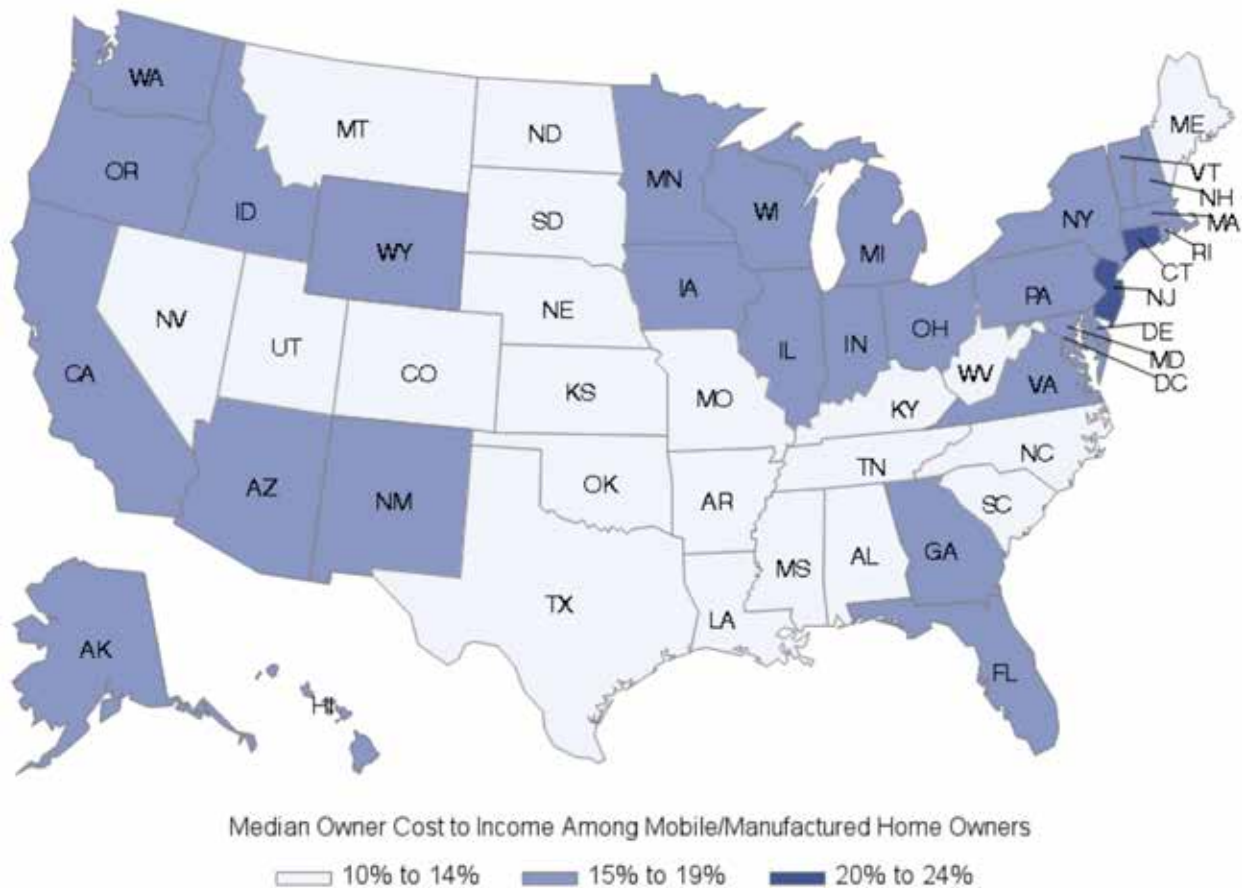 WA
MT
ND
ME
OR
MN
VT
ID
SD
WI
NH
NY
MA
WY
MI
RI
CT
IA
PA
NJ
NE
NV
OH
DE
UT
IL
IN
MD
CA
CO
WV
VA
DC
KS
MO
KY
NC
TN
AZ
OK
NM
AR
SC
GA
AL
MS
TX
LA
AK
FL
HI
Median Owner Cost to Income Among Mobile/Manufactured Home Owners
10% to 14% 15% to 19% 20% to 24%